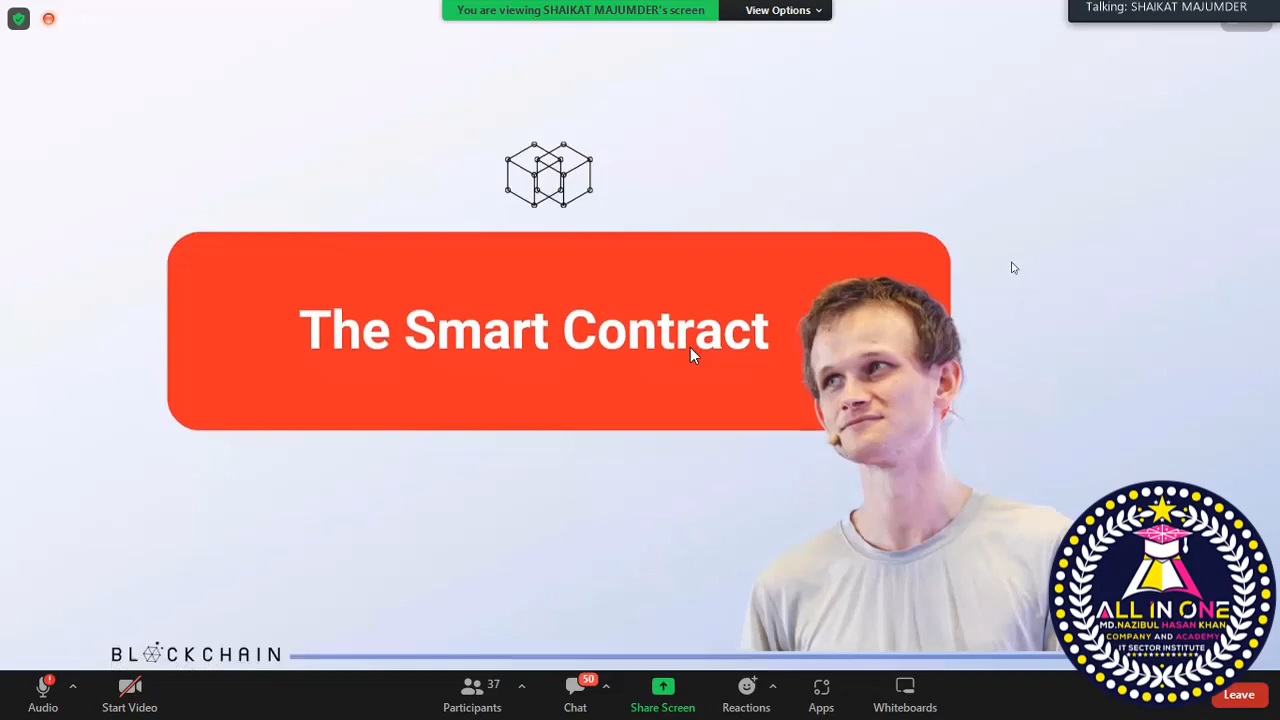 You are viewing SHAIKAT MAJUMDER's screen
View Options
Talking: SHAIKAT MAJUMDER
The Smart Contract
BLOCKCHAIN
ALL IN ONE
MD.NAZIBUL HASAN KHAN
COMPANY AND ACADEMY
IT SECTOR INSTITUTE
Audio
Start Video
37
Participants
50
Chat
Share Screen
Reactions
Apps
Whiteboards
Leave